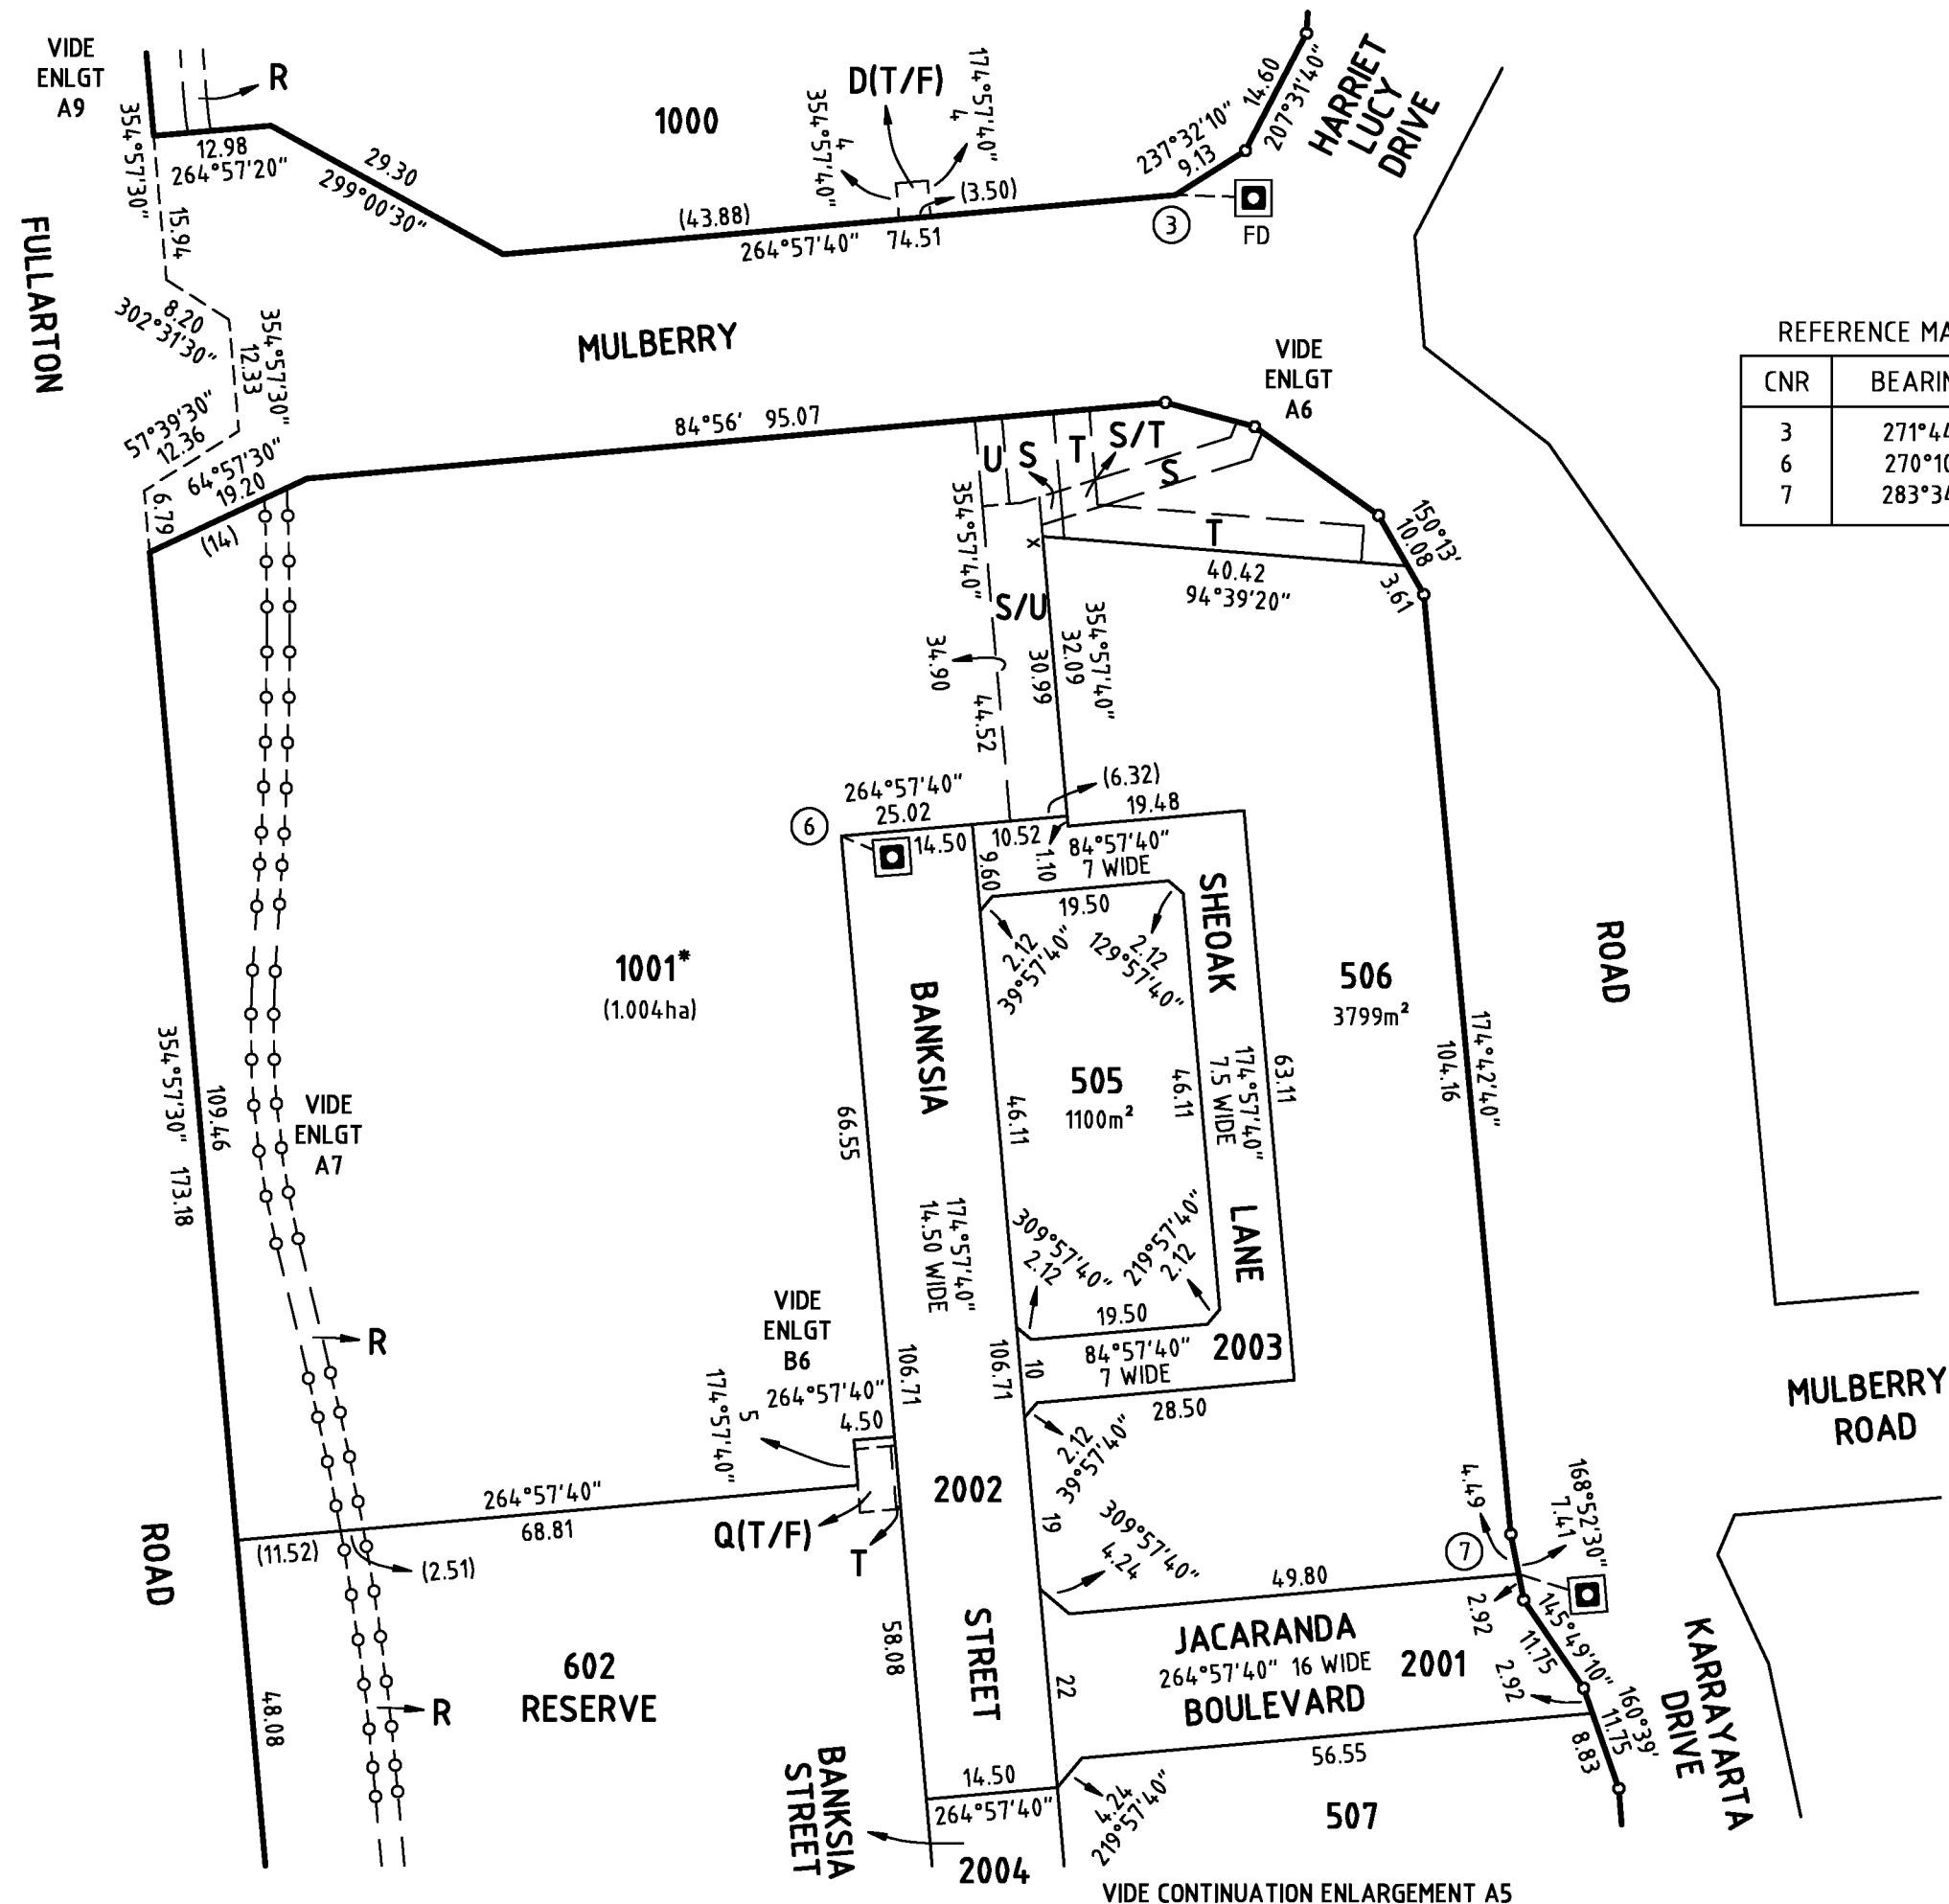 VIDE
ENLGT
A9
R
354°57'30"
12.98
264°57'20"
29.30
299°00'30"
1000
D(T/F)
354°57'40"
4
174°57'40"
4
(3.50)
(43.88)
264°57'40" 74.51
237°32'10"
9.13
14.60
207°31'40"
HARRIET
LUCY
DRIVE
3
FD
FULLARTON
15.94
8.20
302°31'30"
354°57'30"
12.33
57°39'30"
12.36
64°57'30"
19.20
6.79
(14)
MULBERRY
84°56' 95.07
VIDE
ENLGT
A6
REFERENCE MA
CNR BEARIN
3 271°44
6 270°10
7 283°34
U
S
T
S/T
S
T
x
354°57'40"
S/U
34.90
44.52
30.99
32.09
354°57'40"
40.42
94°39'20"
150°13'
10.08
3.61
264°57'40"
25.02
6
14.50
10.52
(6.32)
19.48
1.10
84°57'40"
7 WIDE
9.60
19.50
2.12
39°57'40"
2.12
129°57'40"
SHEOAK
LANE
1001*
(1.004ha)
BANKSIA
STREET
505
1100m²
506
3799m²
46.11
46.11
174°57'40"
7.5 WIDE
63.11
104.16
174°42'40"
ROAD
354°57'30" 173.18
109.46
VIDE
ENLGT
A7
66.55
174°57'40"
14.50 WIDE
309°57'40"
2.12
219°57'40"
2.12
19.50
84°57'40"
7 WIDE
2003
28.50
10
106.71
106.71
VIDE
ENLGT
B6
264°57'40"
4.50
174°57'40"
5
R
MULBERRY
ROAD
2.12
39°57'40"
2002
19
264°57'40"
68.81
(11.52)
(2.51)
Q(T/F)
T
309°57'40"
4.24
49.80
7
4.49
168°52'30"
7.41
2.92
145°49'10"
11.75
2.92
160°39'
11.75
8.83
ROAD
58.08
22
JACARANDA
264°57'40" 16 WIDE
BOULEVARD
2001
56.55
KARRAYARTA
DRIVE
48.08
602
RESERVE
R
BANKSIA
STREET
14.50
264°57'40"
4.24
219°57'40"
507
2004
VIDE CONTINUATION ENLARGEMENT A5